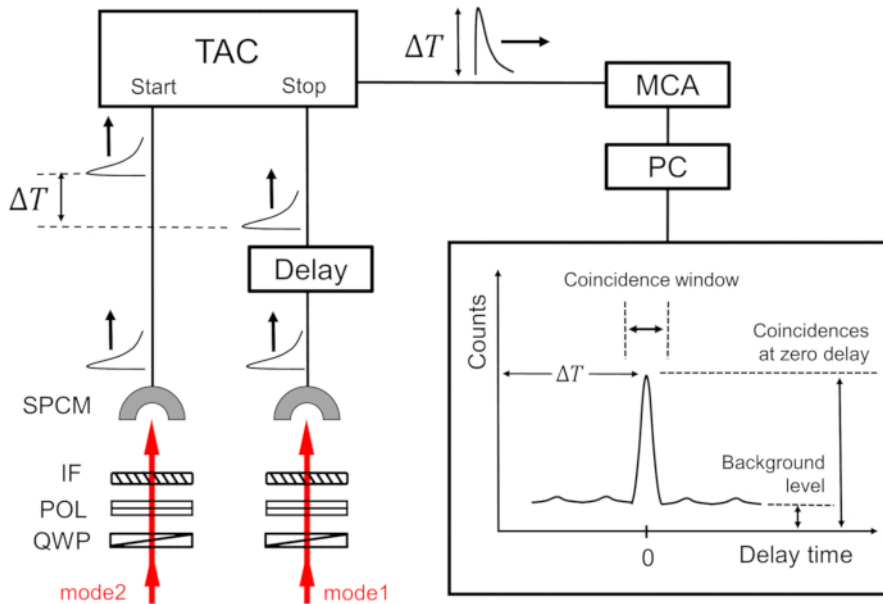 TAC
Start
Stop
ΔT
MCA
PC
ΔT
Delay
SPCM
IF
POL
QWP
mode2
mode1
Coincidence window
Counts
Coincidences
at zero delay
ΔT
Background
level
0
Delay time